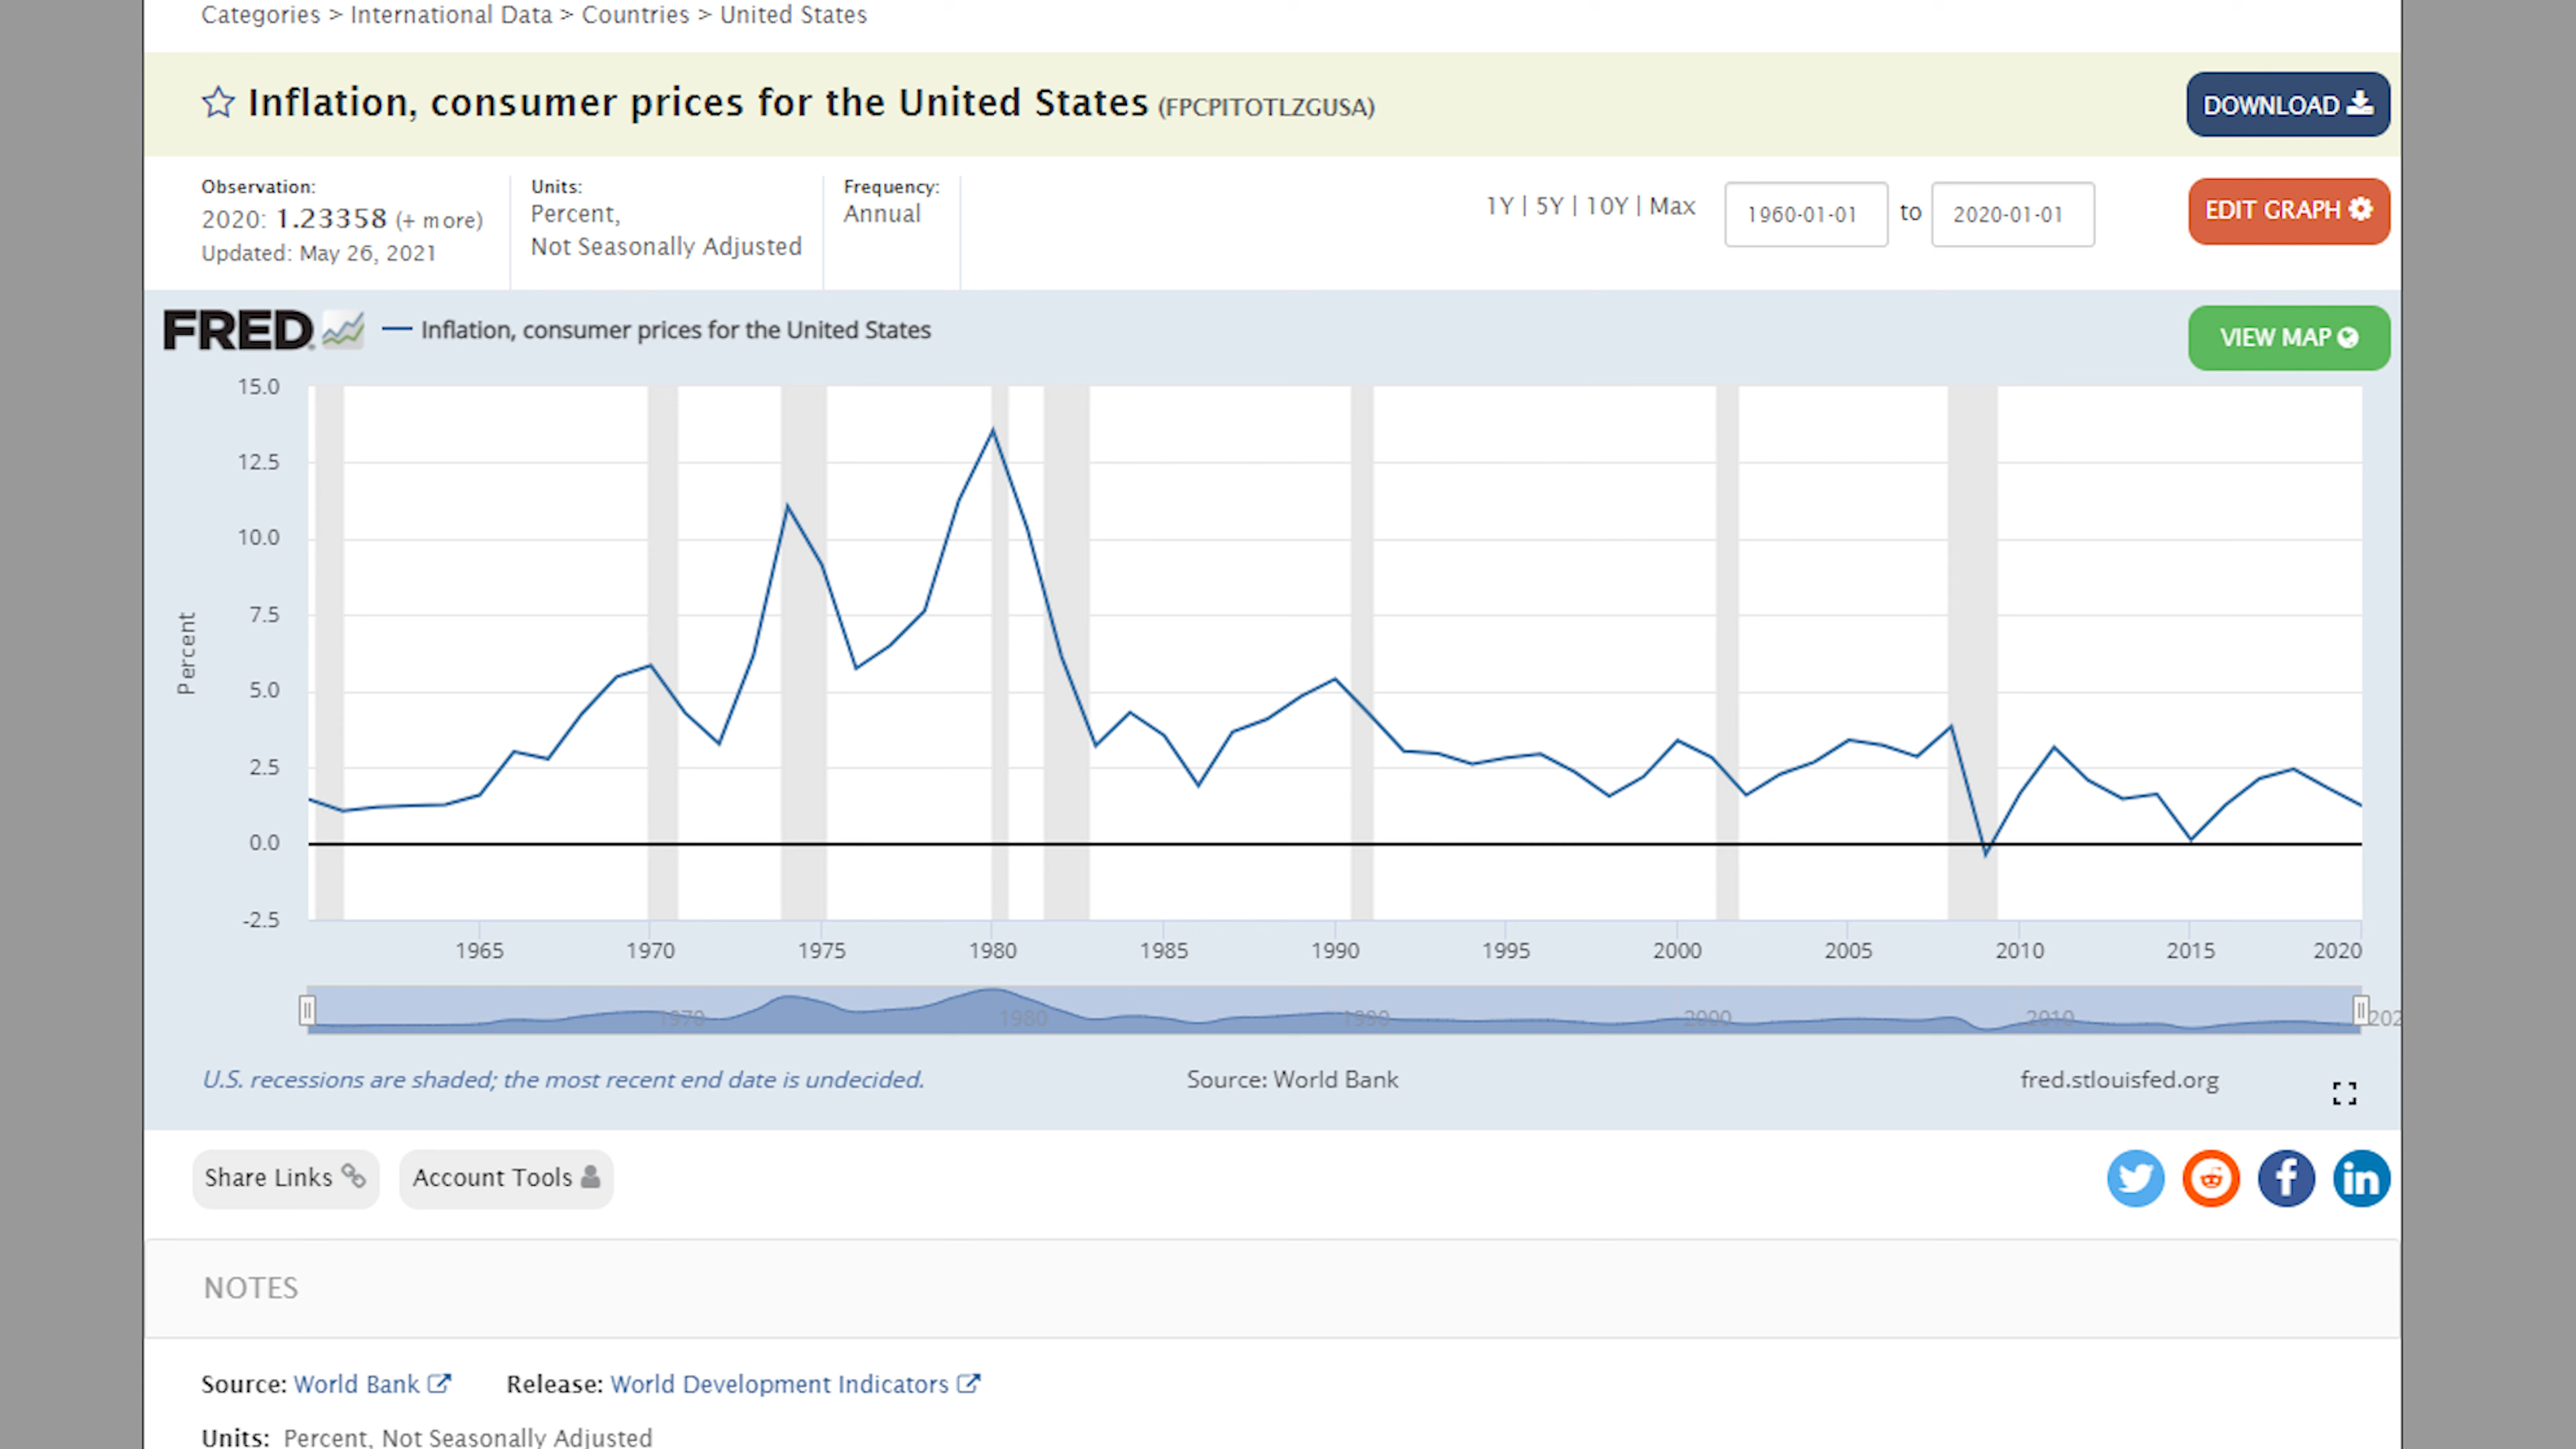 Categories > International Data > Countries > United States
Inflation, consumer prices for the United States (FPCPITOTLZGUSA)
DOWNLOAD
Observation:
2020: 1.23358 (+ more)
Updated: May 26, 2021
Units:
Percent,
Not Seasonally Adjusted
Frequency:
Annual
1Y | 5Y | 10Y | Max
1960-01-01 to 2020-01-01
EDIT GRAPH
FRED
Inflation, consumer prices for the United States
VIEW MAP
15.0
12.5
10.0
7.5
5.0
2.5
0.0
-2.5
Percent
1965 1970 1975 1980 1985 1990 1995 2000 2005 2010 2015 2020
1970 1980 1990 2000 2010 202
U.S. recessions are shaded; the most recent end date is undecided.
Source: World Bank
fred.stlouisfed.org
Share Links
Account Tools
NOTES
Source: World Bank
Release: World Development Indicators
Units: Percent, Not Seasonally Adjusted